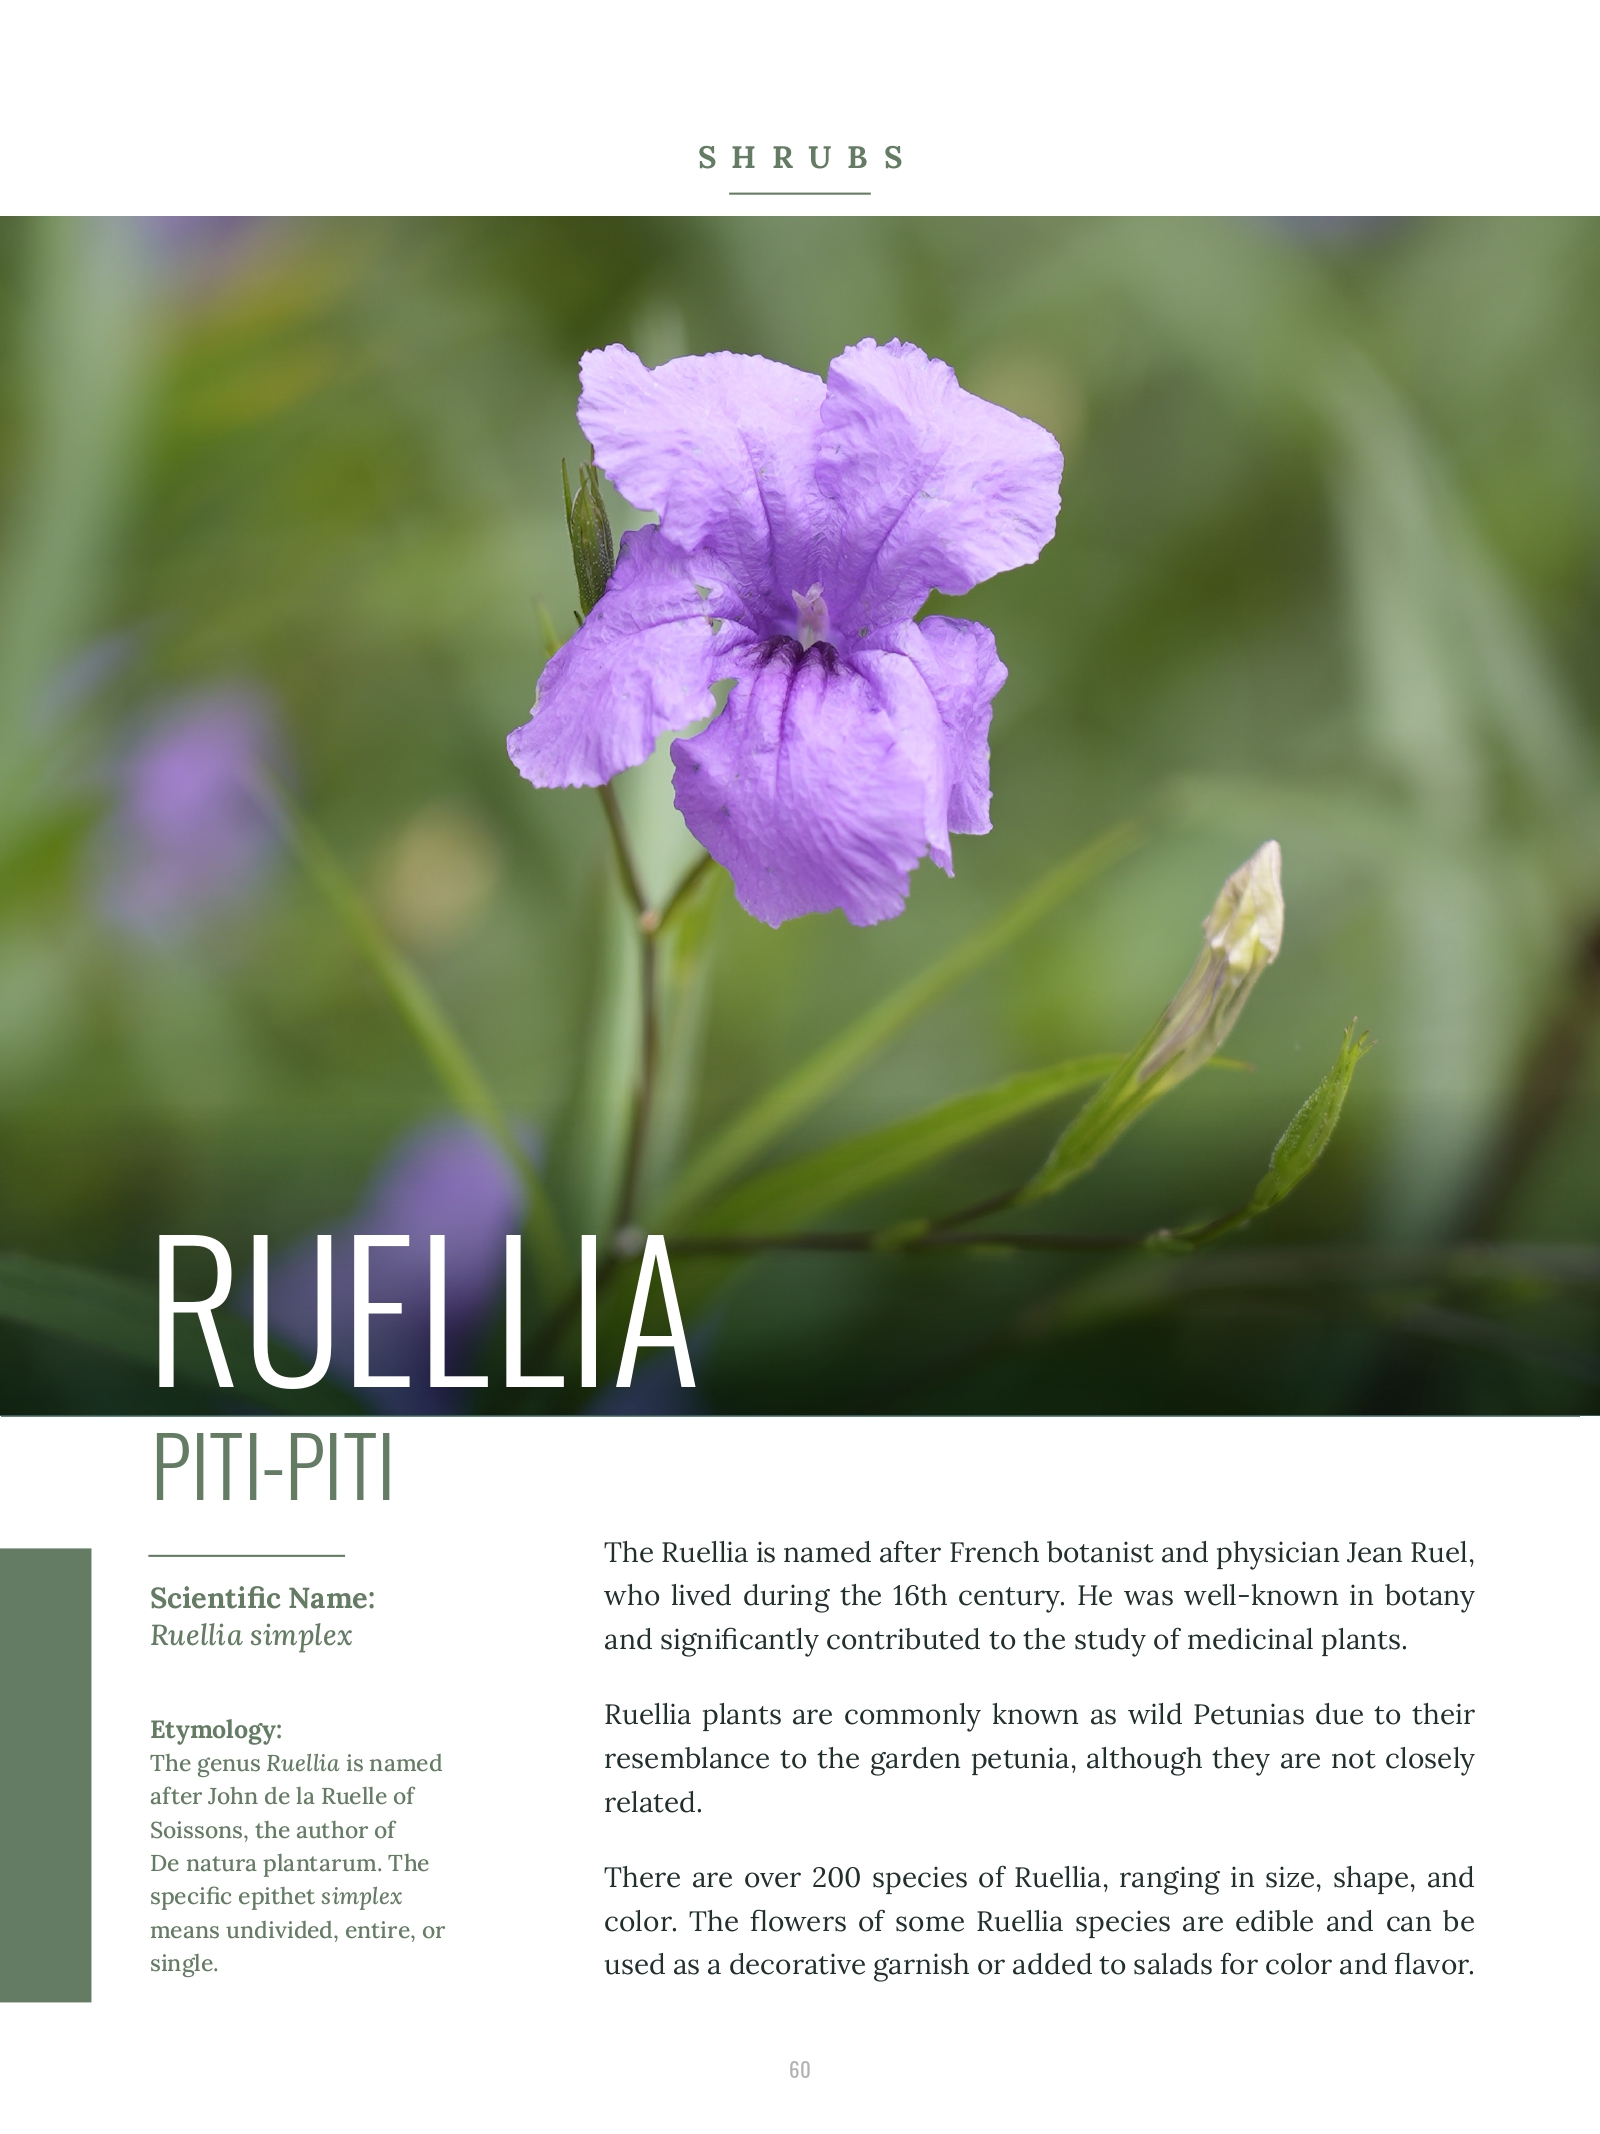 SHRUBS
RUELLIA
PITI-PITI
Scientific Name:
Ruellia simplex
Etymology:
The genus Ruellia is named
after John de la Ruelle of
Soissons, the author of
De natura plantarum. The
specific epithet simplex
means undivided, entire, or
single.
The Ruellia is named after French botanist and physician Jean Ruel,
who lived during the 16th century. He was well-known in botany
and significantly contributed to the study of medicinal plants.
Ruellia plants are commonly known as wild Petunias due to their
resemblance to the garden petunia, although they are not closely
related.
There are over 200 species of Ruellia, ranging in size, shape, and
color. The flowers of some Ruellia species are edible and can be
used as a decorative garnish or added to salads for color and flavor.
60